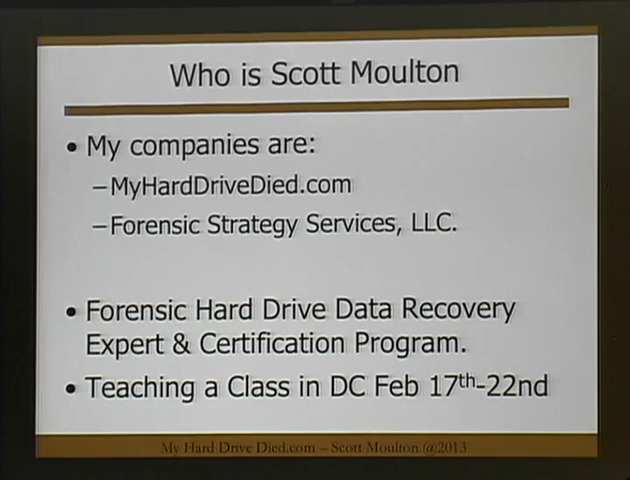 Who is Scott Moulton
• My companies are:
–MyHardDriveDied.com
–Forensic Strategy Services, LLC.
• Forensic Hard Drive Data Recovery
Expert & Certification Program.
• Teaching a Class in DC Feb 17th-22nd
My Hard Drive Died.com – Scott Moulton @2013